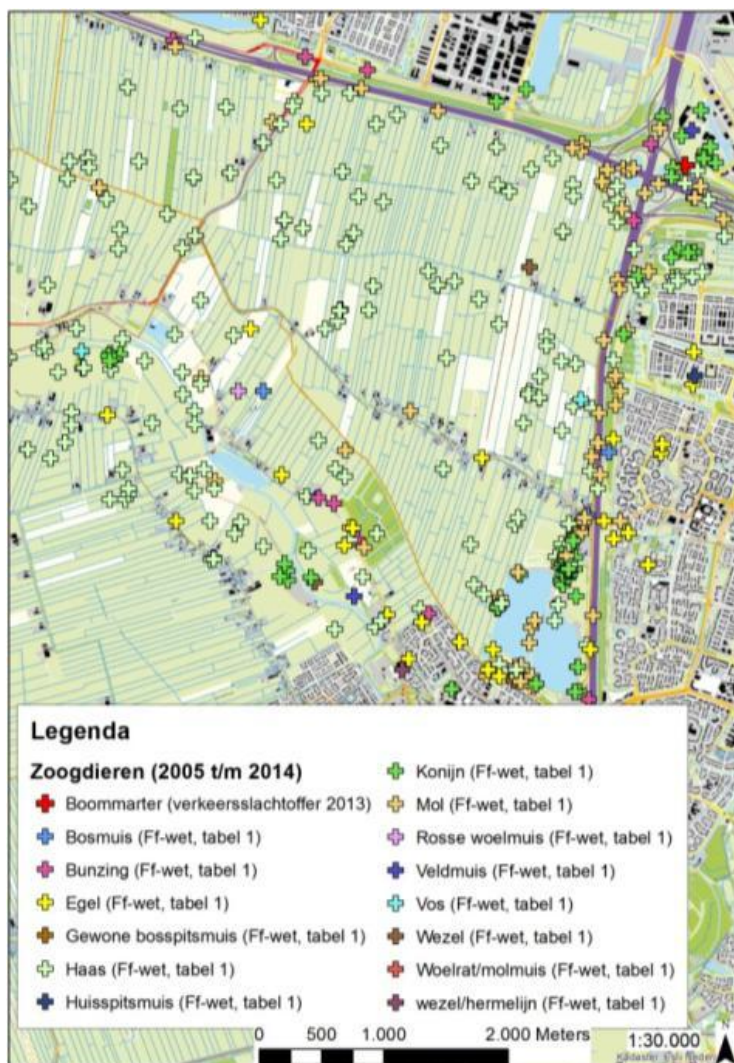 Legenda
Zoogdieren (2005 t/m 2014)
Boommarter (verkeersslachtoffer 2013)
Bosmuis (Ff-wet, tabel 1)
Bunzing (Ff-wet, tabel 1)
Egel (Ff-wet, tabel 1)
Gewone bosspitsmuis (Ff-wet, tabel 1)
Haas (Ff-wet, tabel 1)
Huisspitsmuis (Ff-wet, tabel 1)
Konijn (Ff-wet, tabel 1)
Mol (Ff-wet, tabel 1)
Rosse woelmuis (Ff-wet, tabel 1)
Veldmuis (Ff-wet, tabel 1)
Vos (Ff-wet, tabel 1)
Wezel (Ff-wet, tabel 1)
Woelrat/molmuis (Ff-wet, tabel 1)
wezel/hermelijn (Ff-wet, tabel 1)
0 500 1.000 2.000 Meters
1:30.000
N